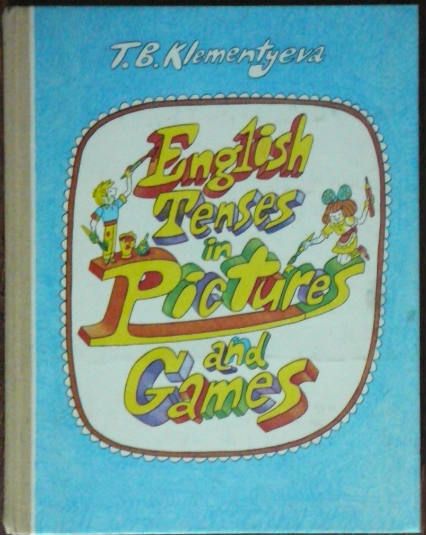 T. B. Klementyeva
English
Tenses
in
Pictures
and
Games